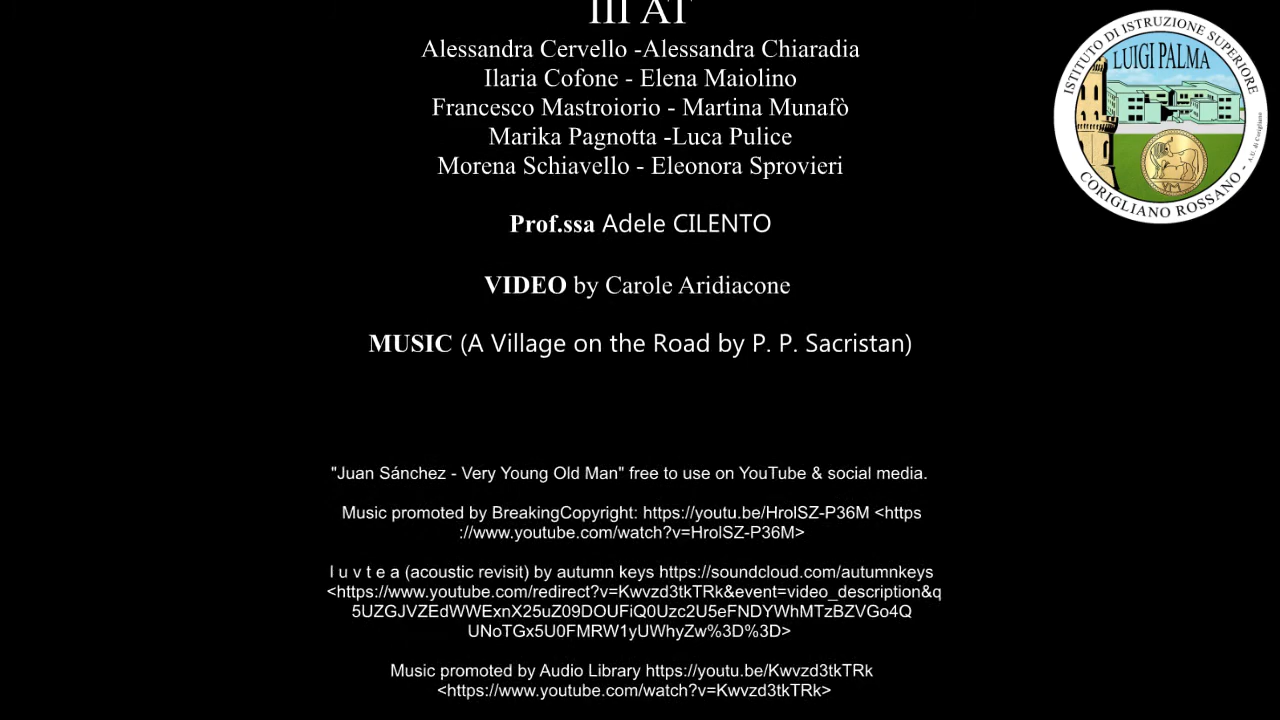 III AT
Alessandra Cervello -Alessandra Chiaradia
Ilaria Cofone - Elena Maiolino
Francesco Mastroiorio - Martina Munafò
Marika Pagnotta -Luca Pulice
Morena Schiavello - Eleonora Sprovieri
Prof.ssa Adele CILENTO
VIDEO by Carole Aridiacone
MUSIC (A Village on the Road by P. P. Sacristan)
"Juan Sánchez - Very Young Old Man" free to use on YouTube & social media.
Music promoted by BreakingCopyright: https://youtu.be/HrolSZ-P36M <https
://www.youtube.com/watch?v=HrolSZ-P36M>
l u v t e a (acoustic revisit) by autumn keys https://soundcloud.com/autumnkeys
<https://www.youtube.com/redirect?v=Kwvzd3tkTRk&event=video_description&q
5UZGJVZEdWWExnX25uZ09DOUFiQ0Uzc2U5eFNDYWhMTzBZVGo4Q
UNoTGx5U0FMRW1yUWhyZw%3D%3D>
Music promoted by Audio Library https://youtu.be/Kwvzd3tkTRk
<https://www.youtube.com/watch?v=Kwvzd3tkTRk>
ISTITUTO DI ISTRUZIONE SUPERIORE
LUIGI PALMA
CORIGLIANO ROSSANO -
A.U. di Corigliano